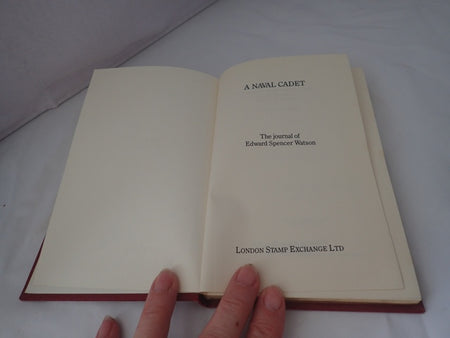 A NAVAL CADET
The journal of
Edward Spencer Watson
LONDON STAMP EXCHANGE LTD